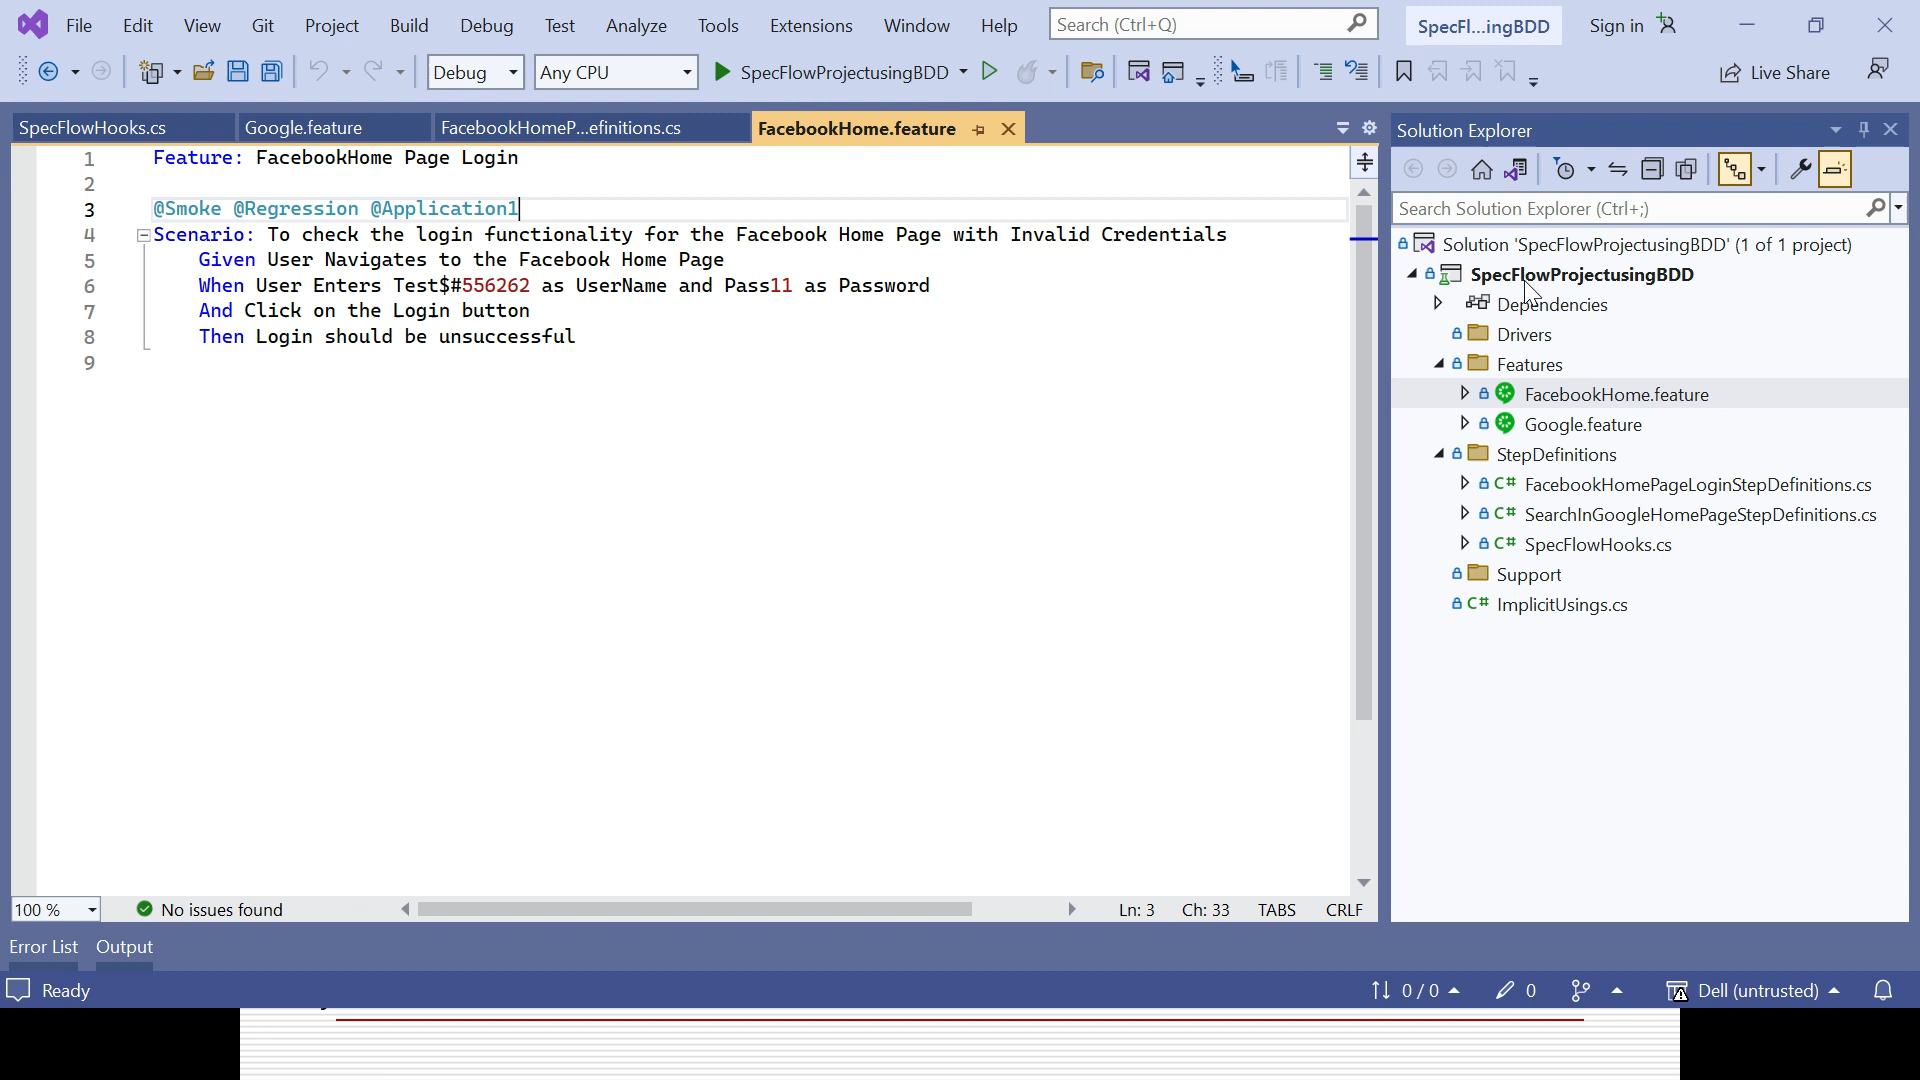 File Edit View Git Project Build Debug Test Analyze Tools Extensions Window Help Search (Ctrl+Q) SpecFl...ingBDD Sign in
Debug Any CPU SpecFlowProjectusingBDD Live Share
SpecFlowHooks.cs Google.feature FacebookHomeP...efinitions.cs FacebookHome.feature
1 Feature: FacebookHome Page Login
2
3 @Smoke @Regression @Application1
4 Scenario: To check the login functionality for the Facebook Home Page with Invalid Credentials
5 Given User Navigates to the Facebook Home Page
6 When User Enters Test$#556262 as UserName and Pass11 as Password
7 And Click on the Login button
8 Then Login should be unsuccessful
9
100 % No issues found Ln: 3 Ch: 33 TABS CRLF
Solution Explorer
Search Solution Explorer (Ctrl+;)
Solution 'SpecFlowProjectusingBDD' (1 of 1 project)
SpecFlowProjectusingBDD
Dependencies
Drivers
Features
FacebookHome.feature
Google.feature
StepDefinitions
C# FacebookHomePageLoginStepDefinitions.cs
C# SearchInGoogleHomePageStepDefinitions.cs
C# SpecFlowHooks.cs
Support
C# ImplicitUsings.cs
Error List Output
Ready 0 / 0 0 Dell (untrusted)